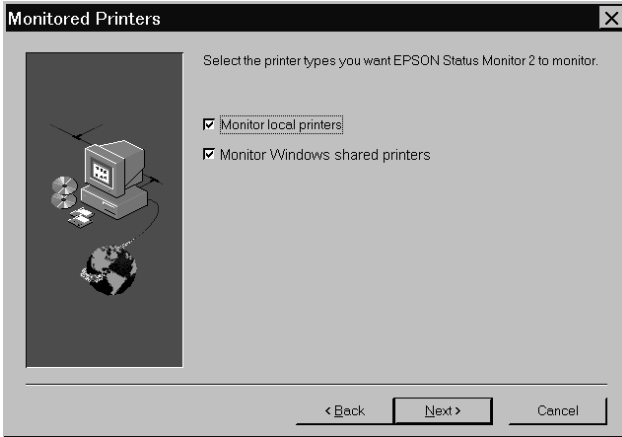 Monitored Printers
Select the printer types you want EPSON Status Monitor 2 to monitor.
Monitor local printers
Monitor Windows shared printers
< Back
Next >
Cancel